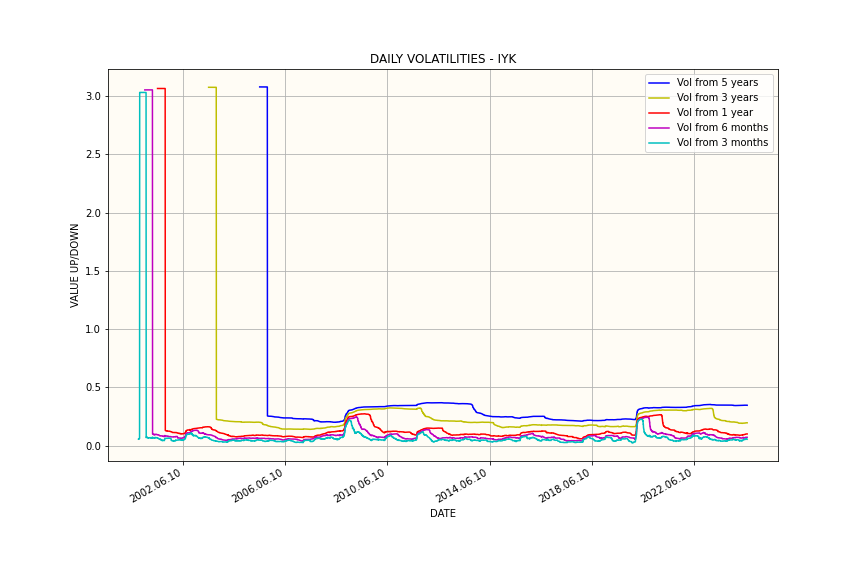 DAILY VOLATILITIES - IYK
Vol from 5 years
Vol from 3 years
Vol from 1 year
Vol from 6 months
Vol from 3 months
VALUE UP/DOWN
3.0
2.5
2.0
1.5
1.0
0.5
0.0
2002.06.10
2006.06.10
2010.06.10
2014.06.10
2018.06.10
2022.06.10
DATE